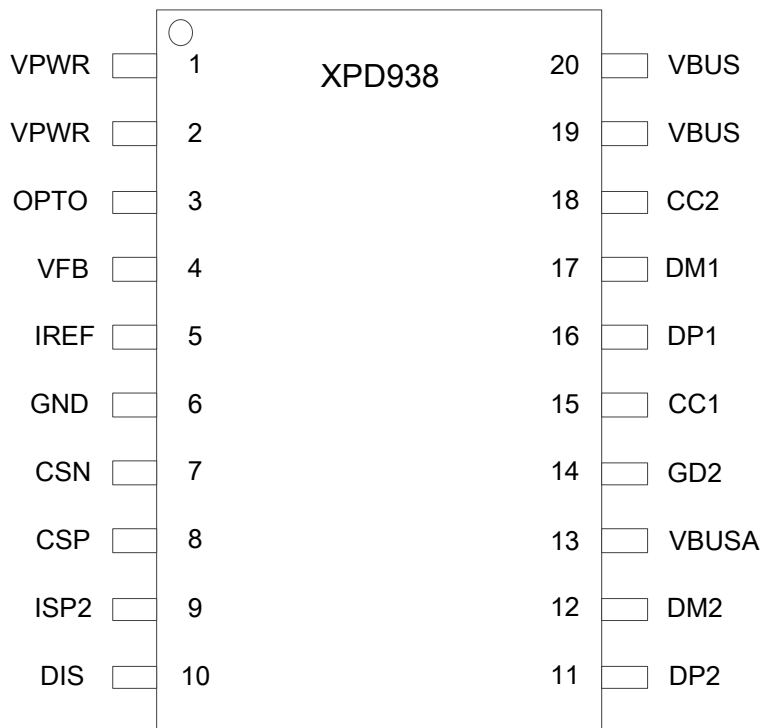 XPD938
VPWR 1 20 VBUS
VPWR 2 19 VBUS
OPTO 3 18 CC2
VFB 4 17 DM1
IREF 5 16 DP1
GND 6 15 CC1
CSN 7 14 GD2
CSP 8 13 VBUSA
ISP2 9 12 DM2
DIS 10 11 DP2